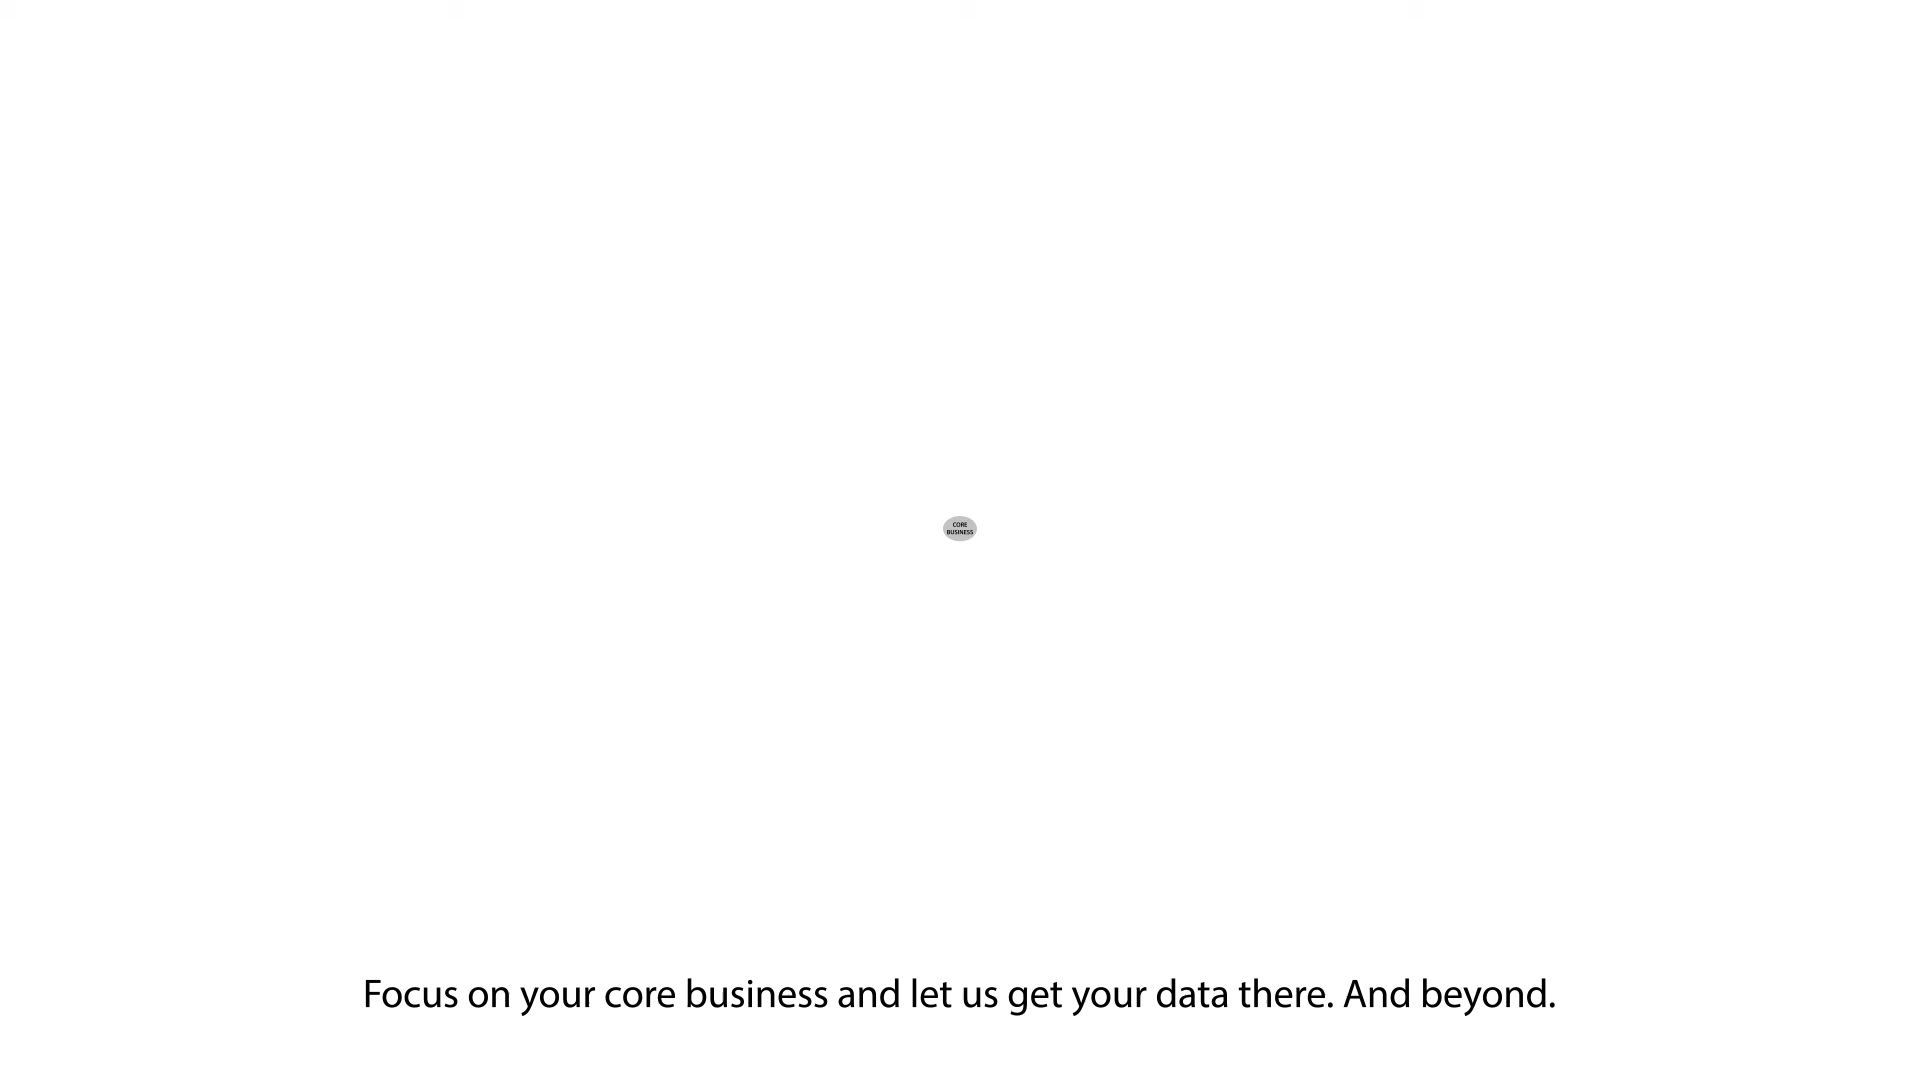 CORE
BUSINESS
Focus on your core business and let us get your data there. And beyond.